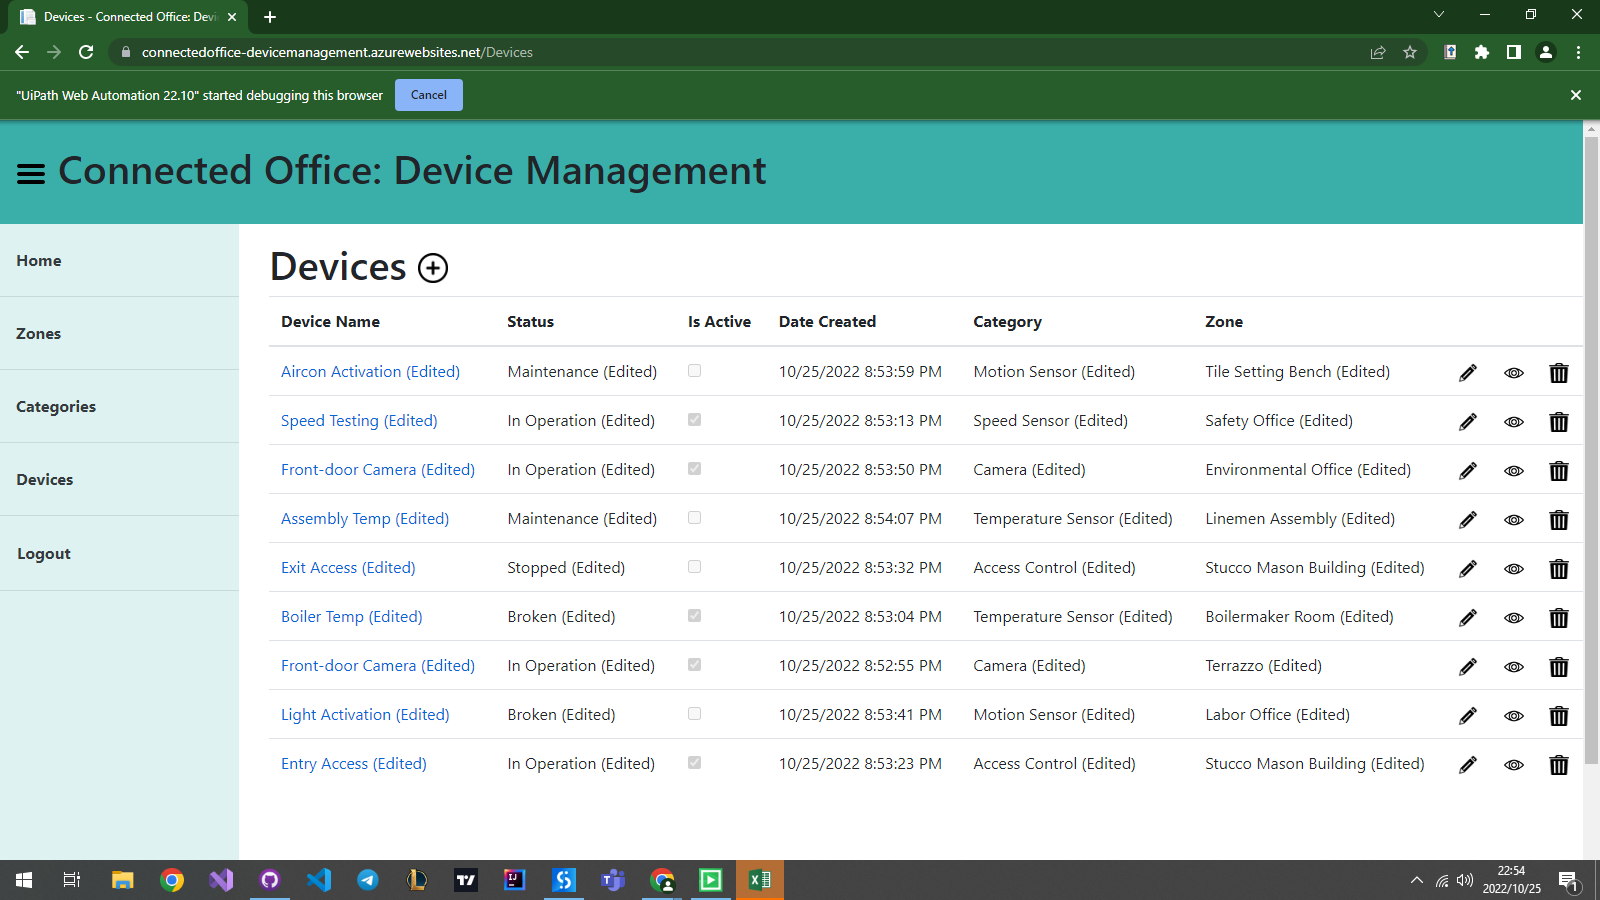 Devices - Connected Office: Devi
connectedoffice-devicemanagement.azurewebsites.net/Devices
"UiPath Web Automation 22.10" started debugging this browser Cancel
Connected Office: Device Management
Home
Zones
Categories
Devices
Logout
Devices
Device Name Status Is Active Date Created Category Zone
Aircon Activation (Edited) Maintenance (Edited) 10/25/2022 8:53:59 PM Motion Sensor (Edited) Tile Setting Bench (Edited)
Speed Testing (Edited) In Operation (Edited) 10/25/2022 8:53:13 PM Speed Sensor (Edited) Safety Office (Edited)
Front-door Camera (Edited) In Operation (Edited) 10/25/2022 8:53:50 PM Camera (Edited) Environmental Office (Edited)
Assembly Temp (Edited) Maintenance (Edited) 10/25/2022 8:54:07 PM Temperature Sensor (Edited) Linemen Assembly (Edited)
Exit Access (Edited) Stopped (Edited) 10/25/2022 8:53:32 PM Access Control (Edited) Stucco Mason Building (Edited)
Boiler Temp (Edited) Broken (Edited) 10/25/2022 8:53:04 PM Temperature Sensor (Edited) Boilermaker Room (Edited)
Front-door Camera (Edited) In Operation (Edited) 10/25/2022 8:52:55 PM Camera (Edited) Terrazzo (Edited)
Light Activation (Edited) Broken (Edited) 10/25/2022 8:53:41 PM Motion Sensor (Edited) Labor Office (Edited)
Entry Access (Edited) In Operation (Edited) 10/25/2022 8:53:23 PM Access Control (Edited) Stucco Mason Building (Edited)
22:54
2022/10/25
1